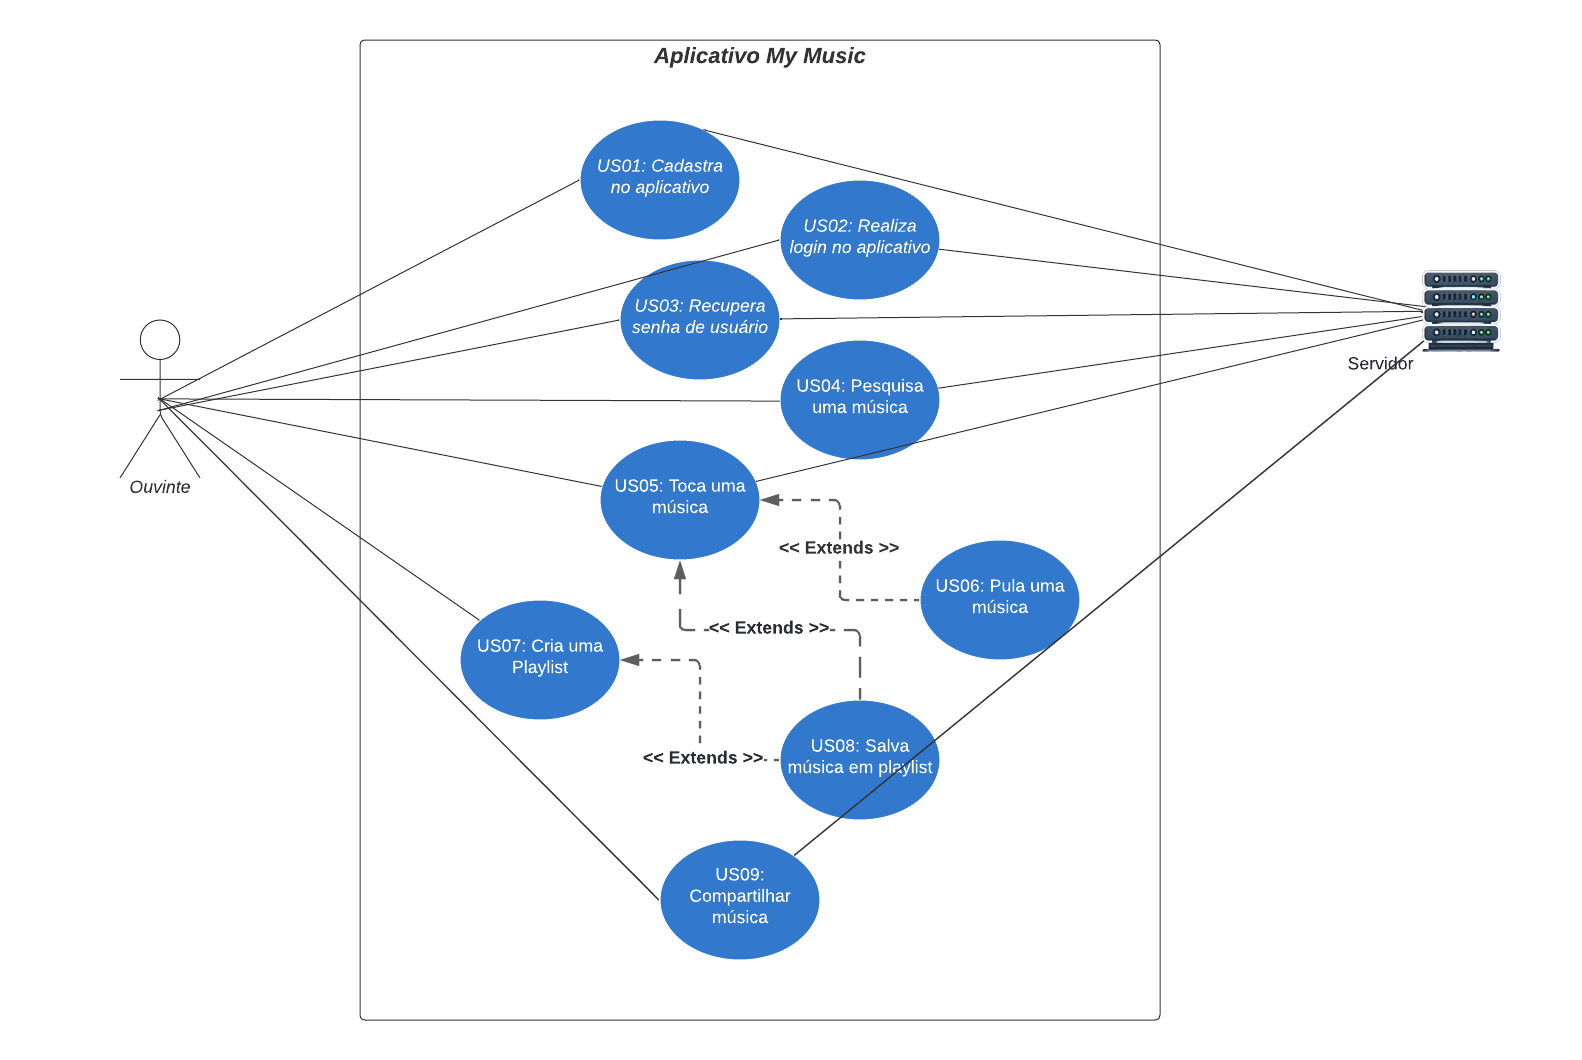 Aplicativo My Music
US01: Cadastra
no aplicativo
US02: Realiza
login no aplicativo
US03: Recupera
senha de usuário
Servidor
US04: Pesquisa
uma música
Ouvinte
US05: Toca uma
música
<< Extends >>
US06: Pula uma
música
<< Extends >>
US07: Cria uma
Playlist
<< Extends >>
US08: Salva
música em playlist
US09:
Compartilhar
música